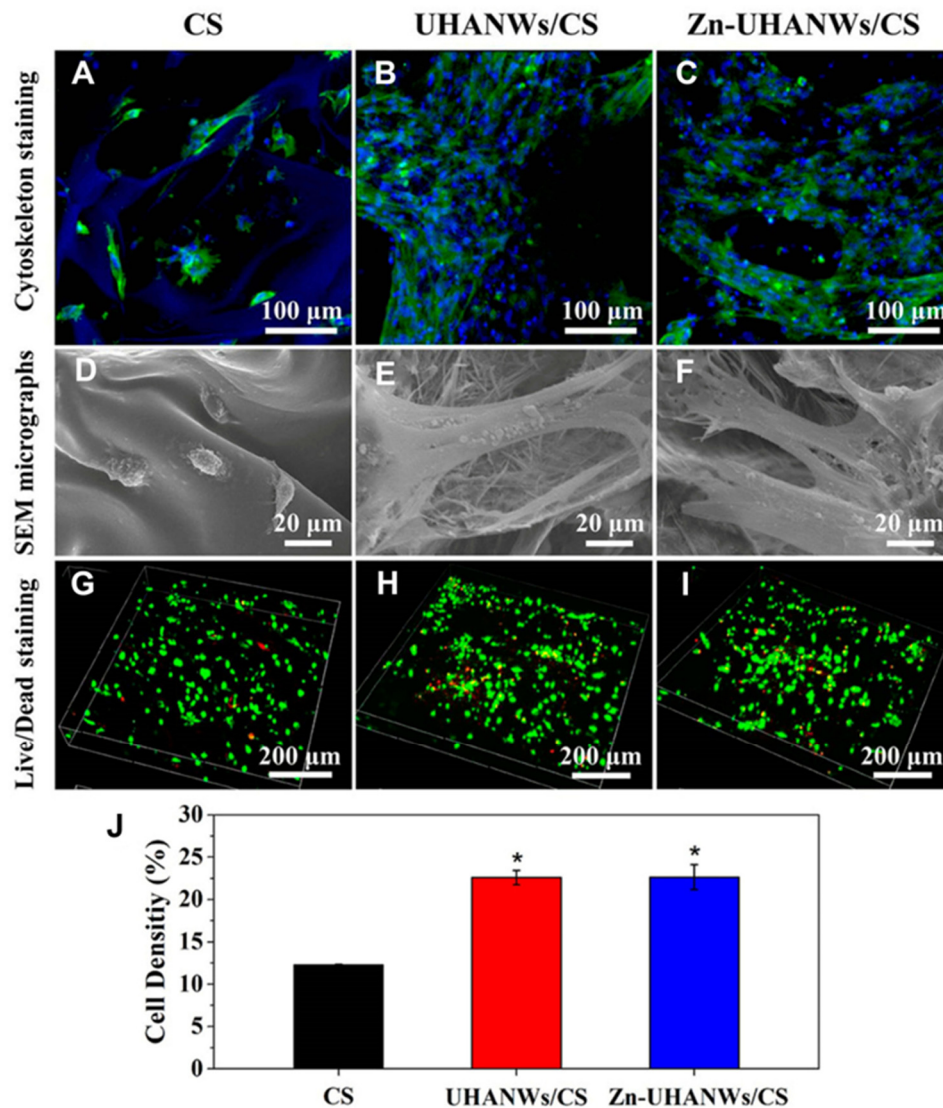 CS UHANWs/CS Zn-UHANWs/CS
Cytoskeleton staining
A B C
100 µm 100 µm 100 µm
SEM micrographs
D E F
20 µm 20 µm 20 µm
Live/Dead staining
G H I
200 µm 200 µm 200 µm
J
Cell Densitiy (%)
30
25
20
15
10
5
0
* *
CS UHANWs/CS Zn-UHANWs/CS